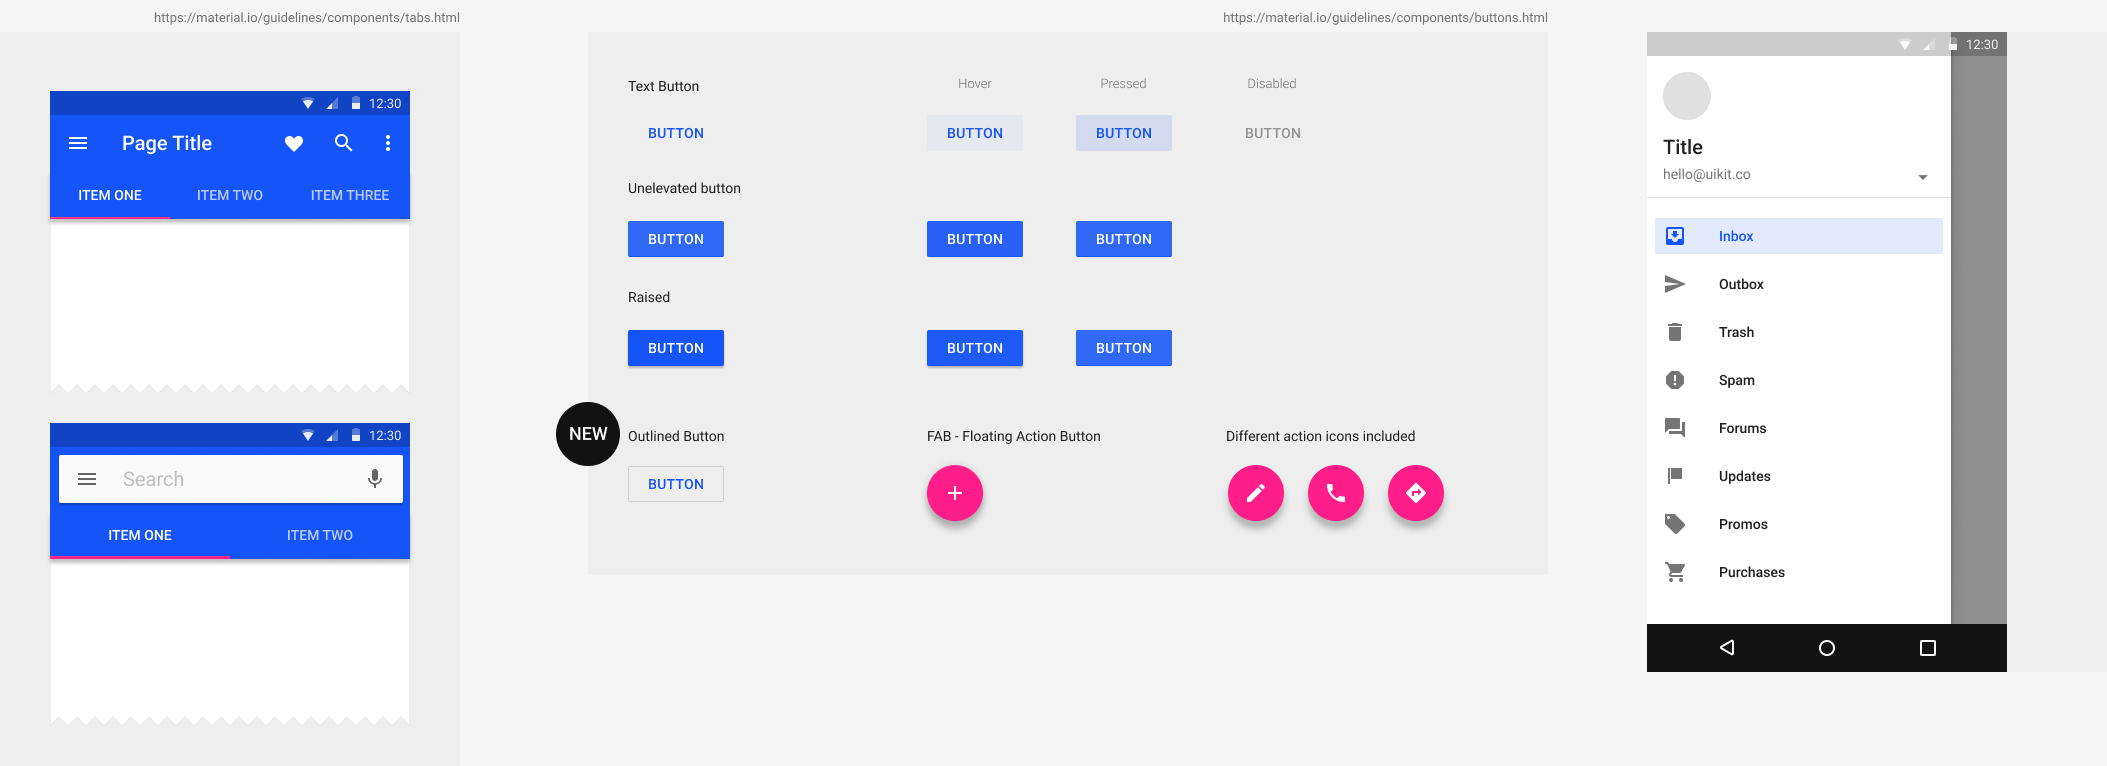 https://material.io/guidelines/components/tabs.html
12:30
Page Title
ITEM ONE ITEM TWO ITEM THREE
12:30
Search
ITEM ONE ITEM TWO
https://material.io/guidelines/components/buttons.html
Text Button Hover Pressed Disabled
BUTTON BUTTON BUTTON BUTTON
Unelevated button
BUTTON BUTTON BUTTON
Raised
BUTTON BUTTON BUTTON
NEW
Outlined Button FAB - Floating Action Button Different action icons included
BUTTON
12:30
Title
hello@uikit.co
Inbox
Outbox
Trash
Spam
Forums
Updates
Promos
Purchases